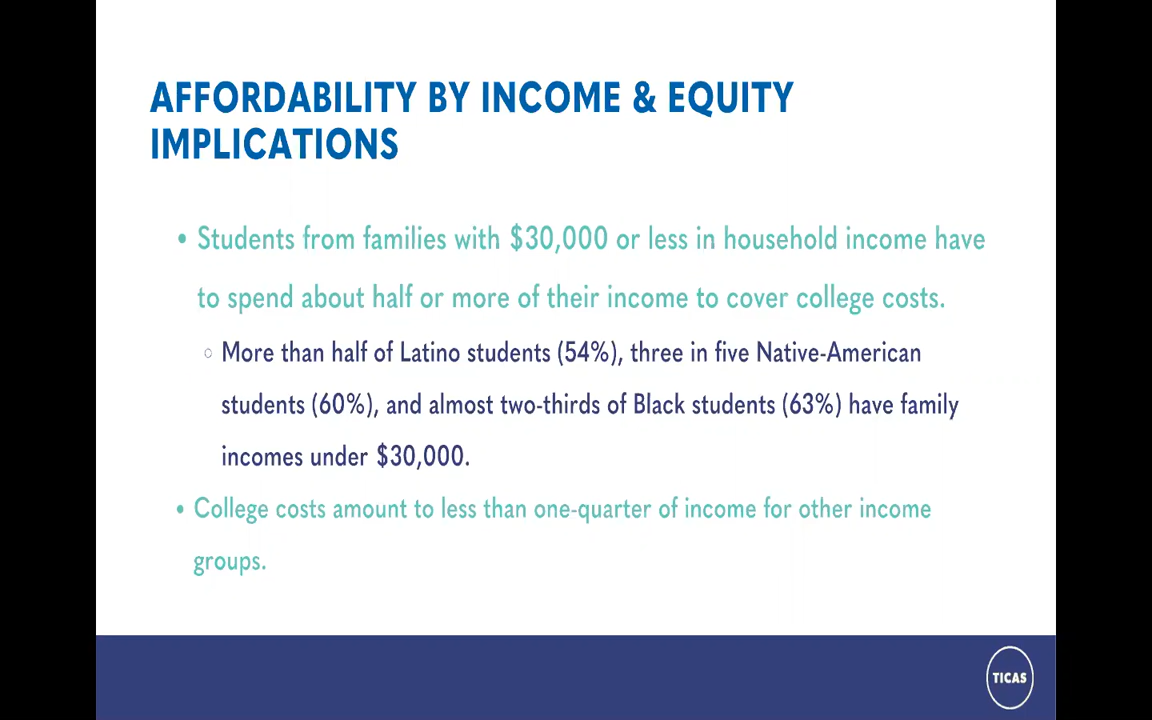 AFFORDABILITY BY INCOME & EQUITY
IMPLICATIONS
• Students from families with $30,000 or less in household income have
to spend about half or more of their income to cover college costs.
○ More than half of Latino students (54%), three in five Native-American
students (60%), and almost two-thirds of Black students (63%) have family
incomes under $30,000.
• College costs amount to less than one-quarter of income for other income
groups.
TICAS